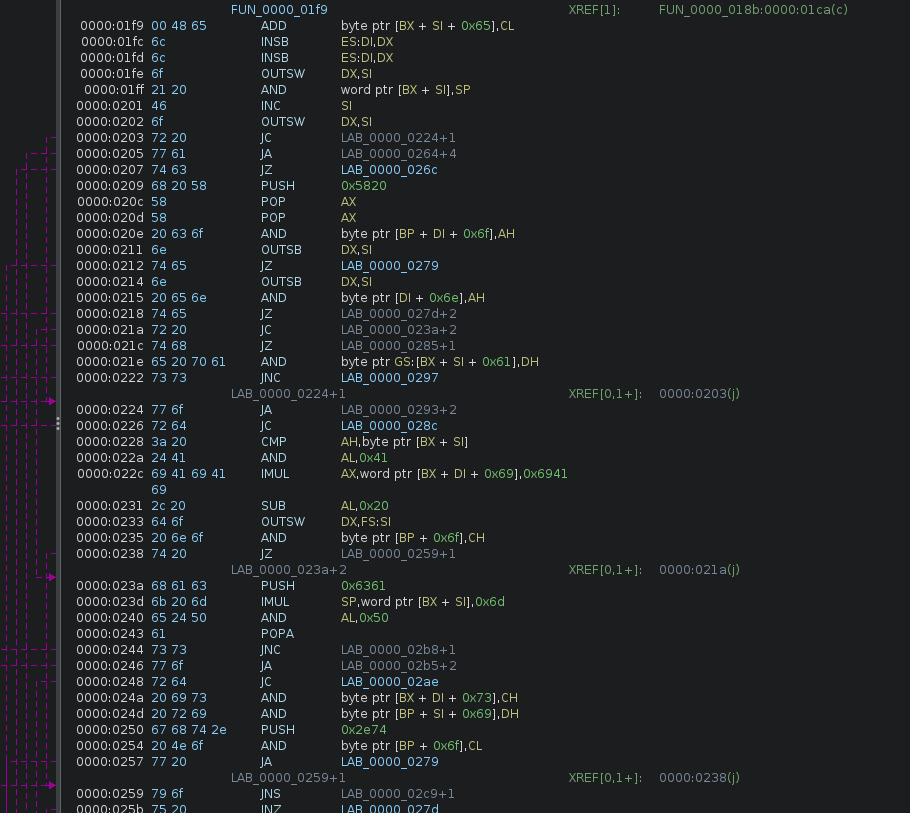 FUN_0000_01f9 XREF[1]: FUN_0000_018b:0000:01ca(c)
0000:01f9 00 48 65 ADD byte ptr [BX + SI + 0x65],CL
0000:01fc 6c INSB ES:DI,DX
0000:01fd 6c INSB ES:DI,DX
0000:01fe 6f OUTSW DX,SI
0000:01ff 21 20 AND word ptr [BX + SI],SP
0000:0201 46 INC SI
0000:0202 6f OUTSW DX,SI
0000:0203 72 20 JC LAB_0000_0224+1
0000:0205 77 61 JA LAB_0000_0264+4
0000:0207 74 63 JZ LAB_0000_026c
0000:0209 68 20 58 PUSH 0x5820
0000:020c 58 POP AX
0000:020d 58 POP AX
0000:020e 20 63 6f AND byte ptr [BP + DI + 0x6f],AH
0000:0211 6e OUTSB DX,SI
0000:0212 74 65 JZ LAB_0000_0279
0000:0214 6e OUTSB DX,SI
0000:0215 20 65 6e AND byte ptr [DI + 0x6e],AH
0000:0218 74 65 JZ LAB_0000_027d+2
0000:021a 72 20 JC LAB_0000_023a+2
0000:021c 74 68 JZ LAB_0000_0285+1
0000:021e 65 20 70 61 AND byte ptr GS:[BX + SI + 0x61],DH
0000:0222 73 73 JNC LAB_0000_0297
LAB_0000_0224+1 XREF[0,1+]: 0000:0203(j)
0000:0224 77 6f JA LAB_0000_0293+2
0000:0226 72 64 JC LAB_0000_028c
0000:0228 3a 20 CMP AH,byte ptr [BX + SI]
0000:022a 24 41 AND AL,0x41
0000:022c 69 41 69 41 IMUL AX,word ptr [BX + DI + 0x69],0x6941
69
0000:0231 2c 20 SUB AL,0x20
0000:0233 64 6f OUTSW DX,FS:SI
0000:0235 20 6e 6f AND byte ptr [BP + 0x6f],CH
0000:0238 74 20 JZ LAB_0000_0259+1
LAB_0000_023a+2 XREF[0,1+]: 0000:021a(j)
0000:023a 68 61 63 PUSH 0x6361
0000:023d 6b 20 6d IMUL SP,word ptr [BX + SI],0x6d
0000:0240 65 24 50 AND AL,0x50
0000:0243 61 POPA
0000:0244 73 73 JNC LAB_0000_02b8+1
0000:0246 77 6f JA LAB_0000_02b5+2
0000:0248 72 64 JC LAB_0000_02ae
0000:024a 20 69 73 AND byte ptr [BX + DI + 0x73],CH
0000:024d 20 72 69 AND byte ptr [BP + SI + 0x69],DH
0000:0250 67 68 74 2e PUSH 0x2e74
0000:0254 20 4e 6f AND byte ptr [BP + 0x6f],CL
0000:0257 77 20 JA LAB_0000_0279
LAB_0000_0259+1 XREF[0,1+]: 0000:0238(j)
0000:0259 79 6f JNS LAB_0000_02c9+1
0000:025b 75 20 JNZ LAB_0000_027d